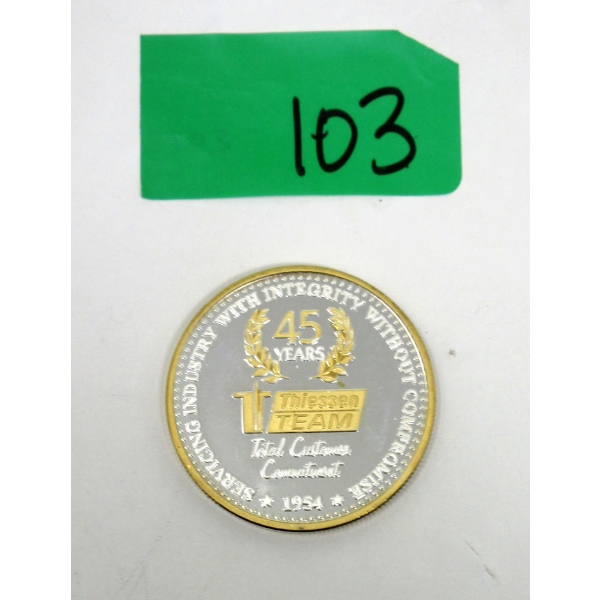 103
SERVICING INDUSTRY WITH INTEGRITY WITHOUT COMPROMISE
45
YEARS
Thiessen
TEAM
Total Customer
Commitment
★ 1954 ★